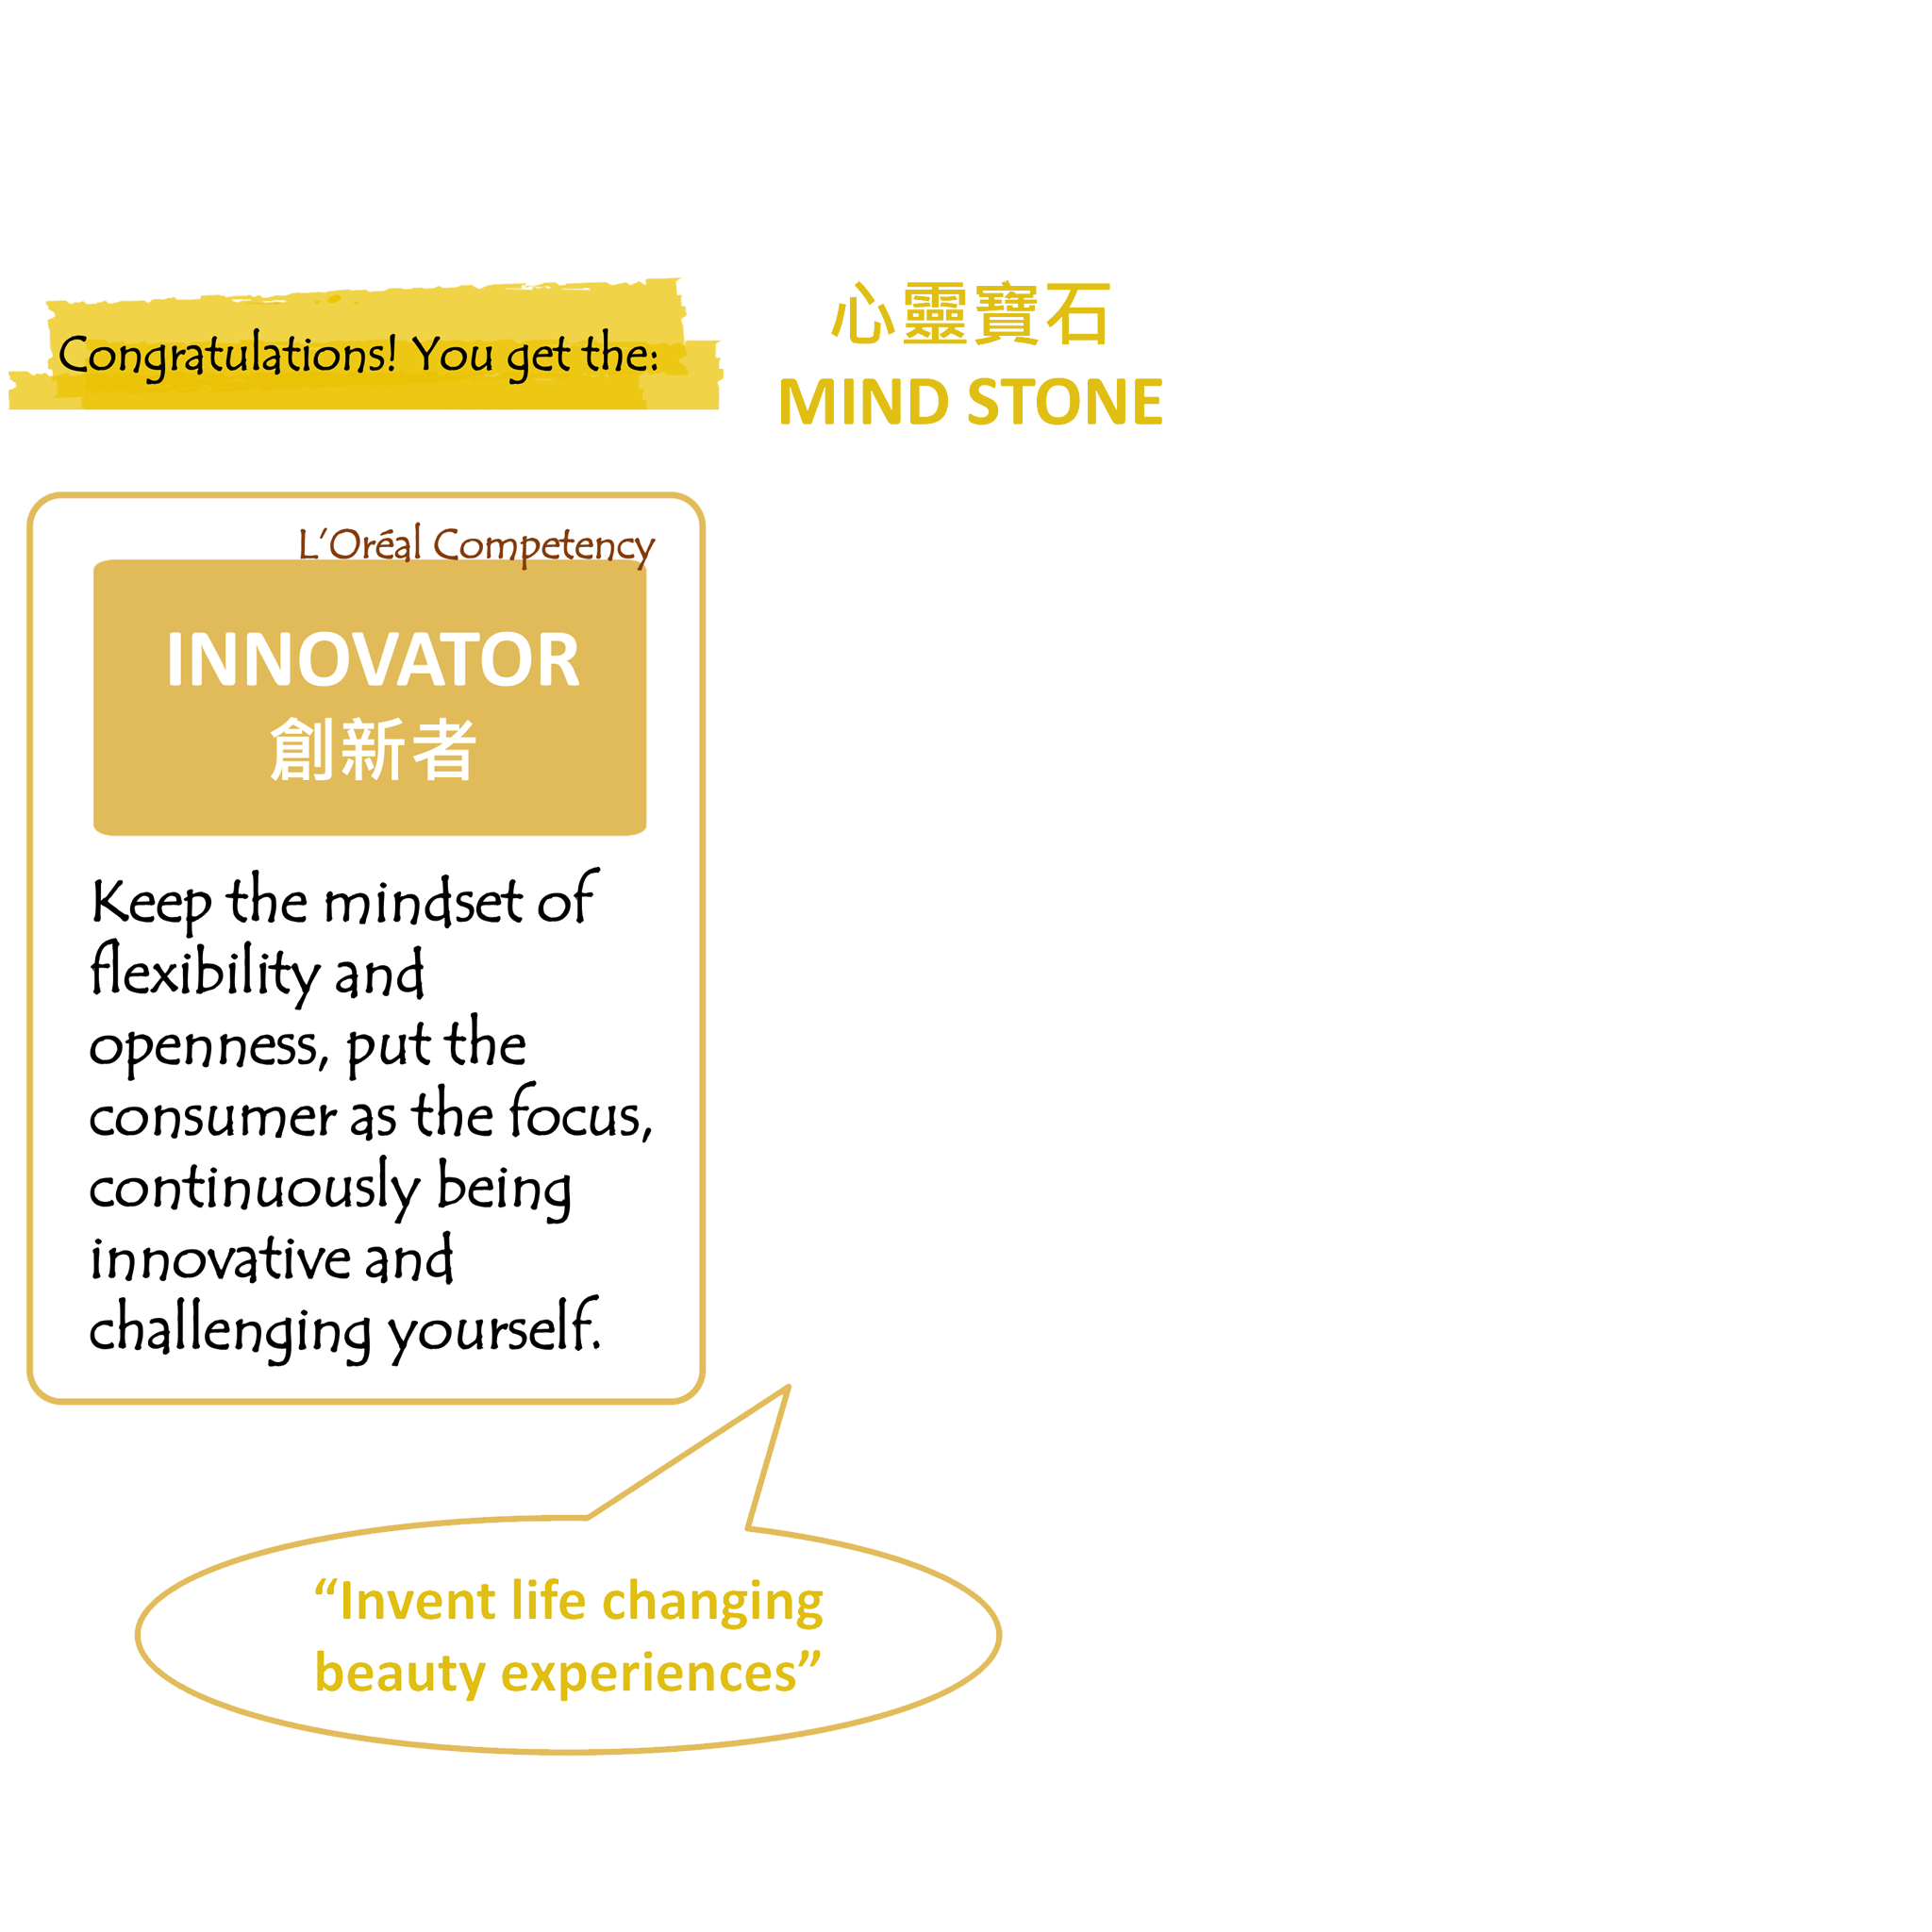 Congratulations! You get the:
心靈寶石
MIND STONE
L'Oréal Competency
INNOVATOR
創新者
Keep the mindset of
flexibility and
openness, put the
consumer as the focus,
continuously being
innovative and
challenging yourself.
“Invent life changing
beauty experiences”